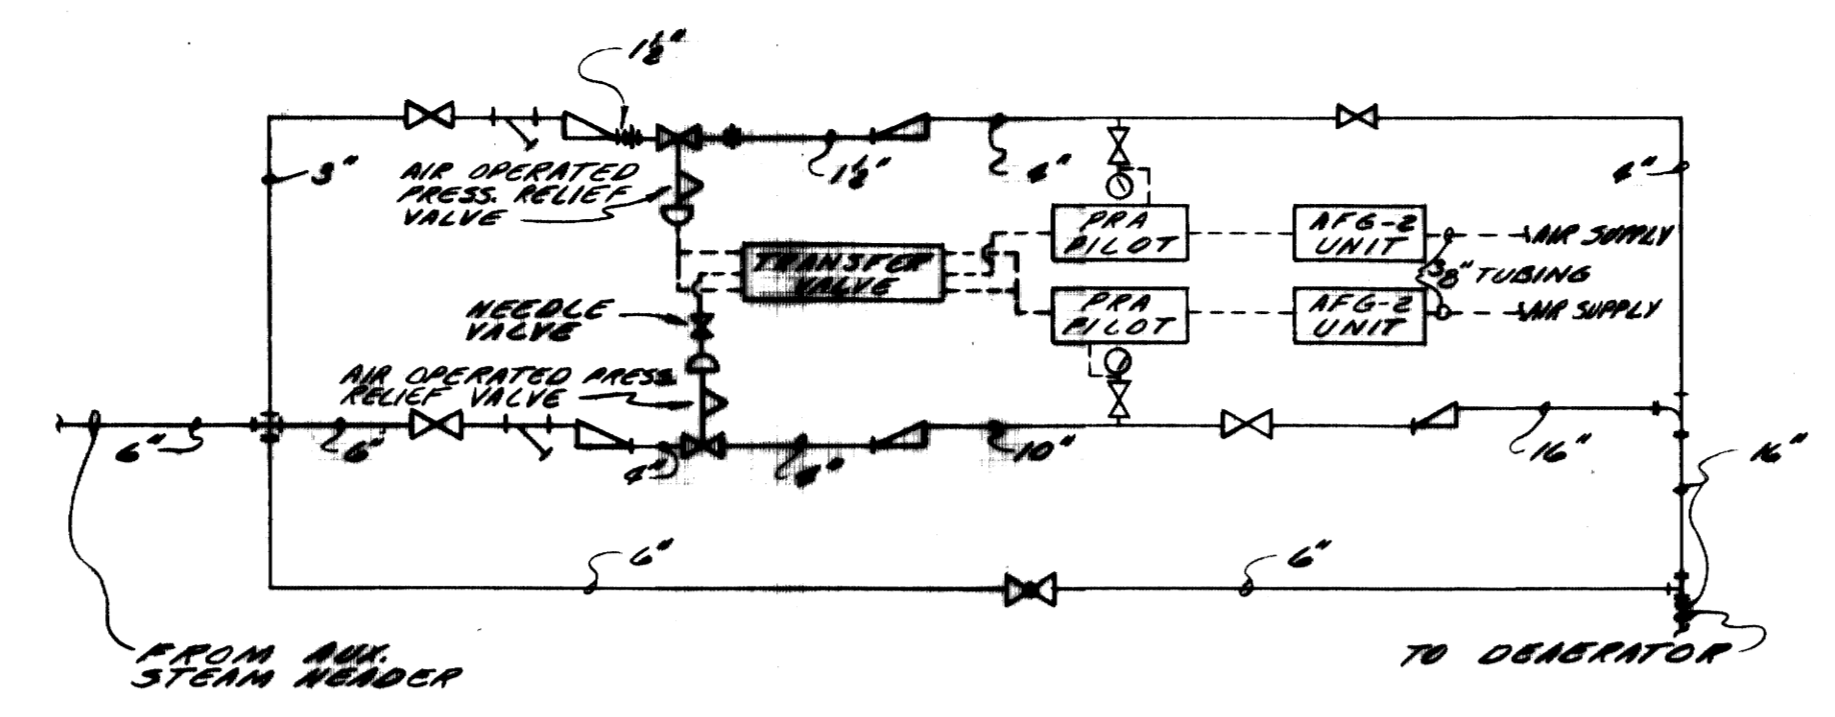 1½"
3"
AIR OPERATED
PRESS. RELIEF
VALVE
1½"
4"
4"
PRA
PILOT
AFG-2
UNIT
AIR SUPPLY
⅜" TUBING
TRANSFER
VALVE
NEEDLE
VALVE
PRA
PILOT
AFG-2
UNIT
AIR SUPPLY
AIR OPERATED PRESS.
RELIEF VALVE
6"
6"
4"
10"
16"
16"
6"
6"
FROM AUX.
STEAM HEADER
TO DEAERATOR